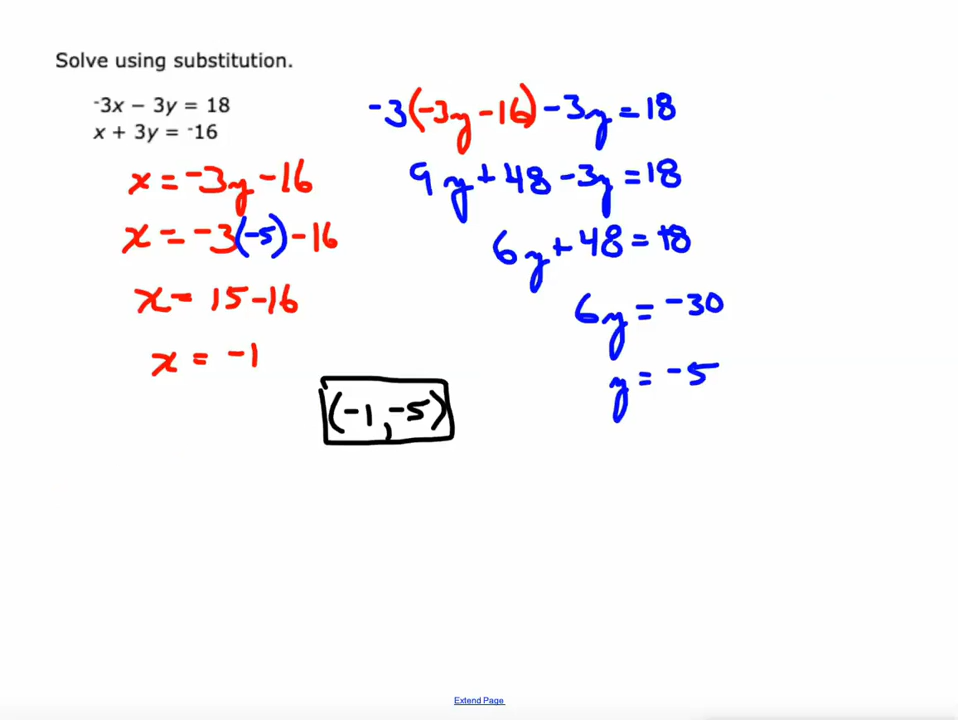 Solve using substitution.
-3x − 3y = 18
x + 3y = -16
x = -3y - 16
x = -3(-5) - 16
x = 15 - 16
x = -1
-3(-3y - 16) - 3y = 18
9y + 48 - 3y = 18
6y + 48 = 18
6y = -30
y = -5
(-1, -5)
Extend Page